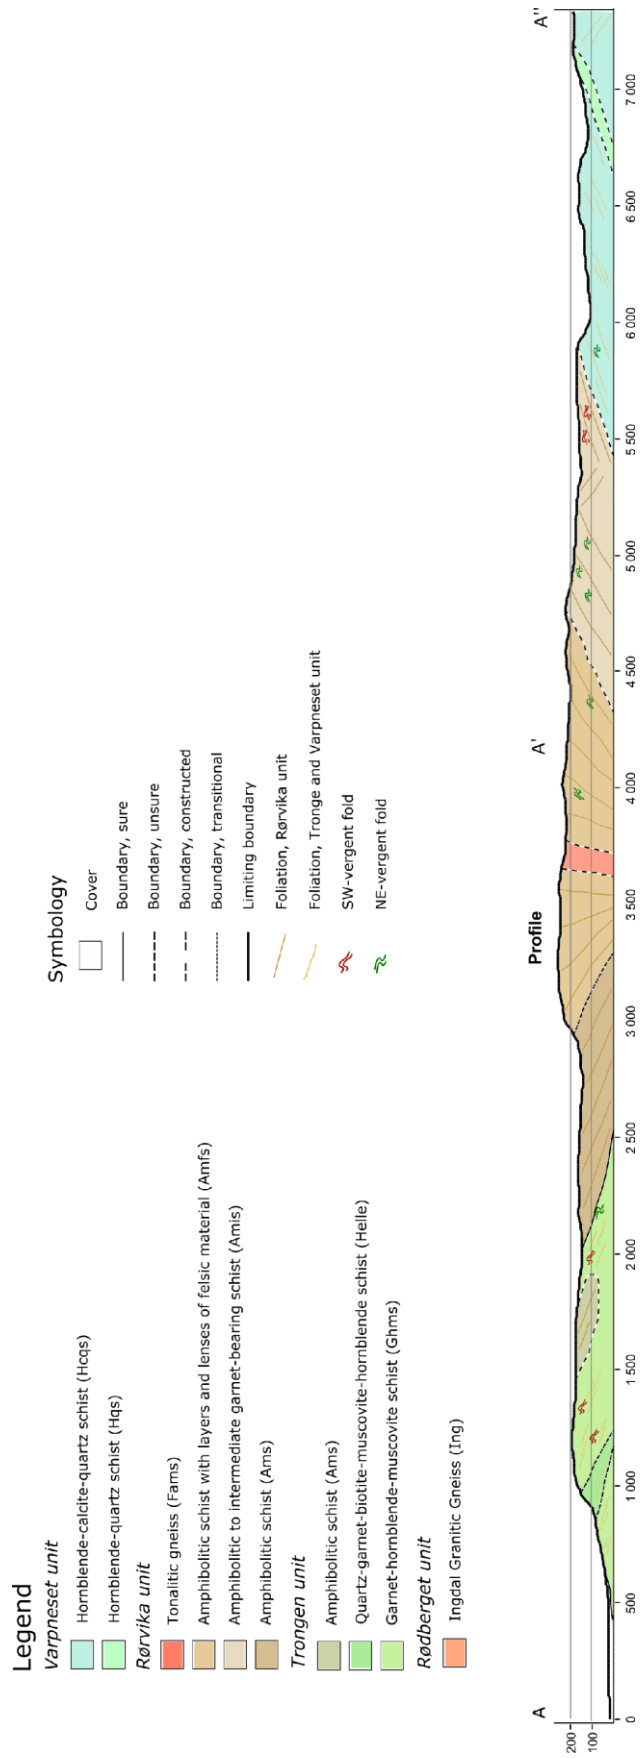 Legend
Varpneset unit
Hornblende-calcite-quartz schist (Hcqs)
Hornblende-quartz schist (Hqs)
Rørvika unit
Tonalitic gneiss (Fams)
Amphibolitic schist with layers and lenses of felsic material (Amfs)
Amphibolitic to intermediate garnet-bearing schist (Amis)
Amphibolitic schist (Ams)
Trongen unit
Amphibolitic schist (Ams)
Quartz-garnet-biotite-muscovite-hornblende schist (Helle)
Garnet-hornblende-muscovite schist (Ghms)
Rødberget unit
Ingdal Granitic Gneiss (Ing)
Symbology
Cover
Boundary, sure
Boundary, unsure
Boundary, constructed
Boundary, transitional
Limiting boundary
Foliation, Rørvika unit
Foliation, Tronge and Varpneset unit
SW-vergent fold
NE-vergent fold
Profile
A
A'
A''
200
100
0
500
1 000
1 500
2 000
2 500
3 000
3 500
4 000
4 500
5 000
5 500
6 000
6 500
7 000